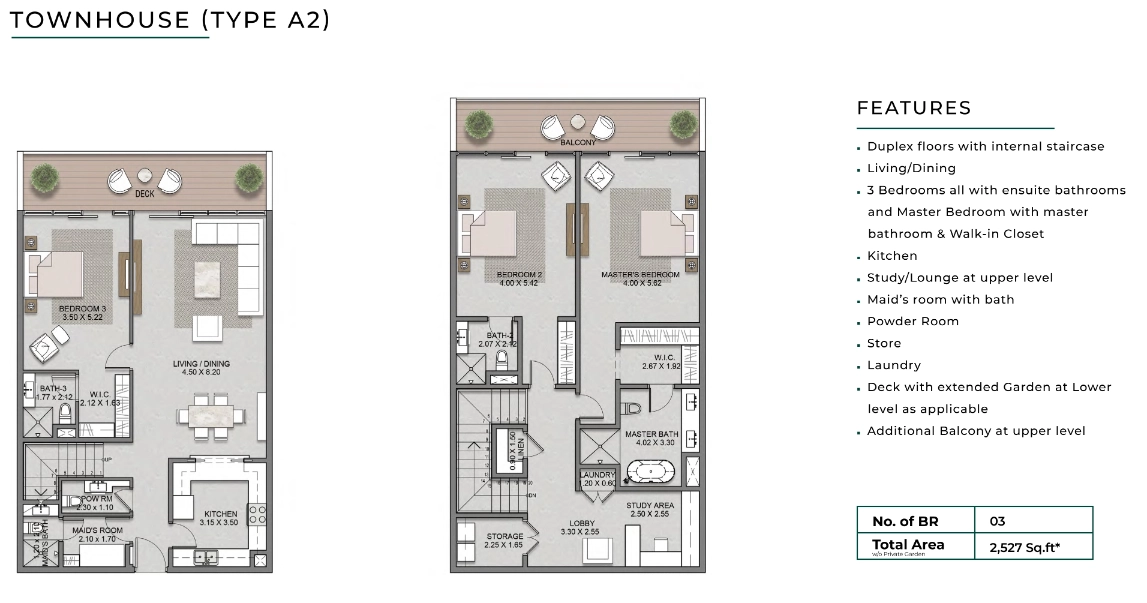 TOWNHOUSE (TYPE A2)
DECK
BEDROOM 3
3.50 X 5.22
LIVING / DINING
4.50 X 8.20
BATH-3
1.77 x 2.12
W.I.C.
2.12 X 1.63
UP
POW RM
2.30 x 1.10
MAID'S ROOM
2.10 x 1.70
MAID'S BATH
KITCHEN
3.15 X 3.50
BALCONY
BEDROOM 2
4.00 X 5.42
MASTER'S BEDROOM
4.00 X 5.62
BATH-2
2.07 X 2.12
W.I.C.
2.67 X 1.92
MASTER BATH
4.02 X 3.30
LINEN
0.90 X 1.50
LAUNDRY
1.20 X 0.60
DN
STUDY AREA
2.50 X 2.55
LOBBY
3.30 X 2.55
STORAGE
2.25 X 1.65
FEATURES
Duplex floors with internal staircase
Living/Dining
3 Bedrooms all with ensuite bathrooms
and Master Bedroom with master
bathroom & Walk-in Closet
Kitchen
Study/Lounge at upper level
Maid's room with bath
Powder Room
Store
Laundry
Deck with extended Garden at Lower
level as applicable
Additional Balcony at upper level
No. of BR 03
Total Area 2,527 Sq.ft*
w/o Private Garden